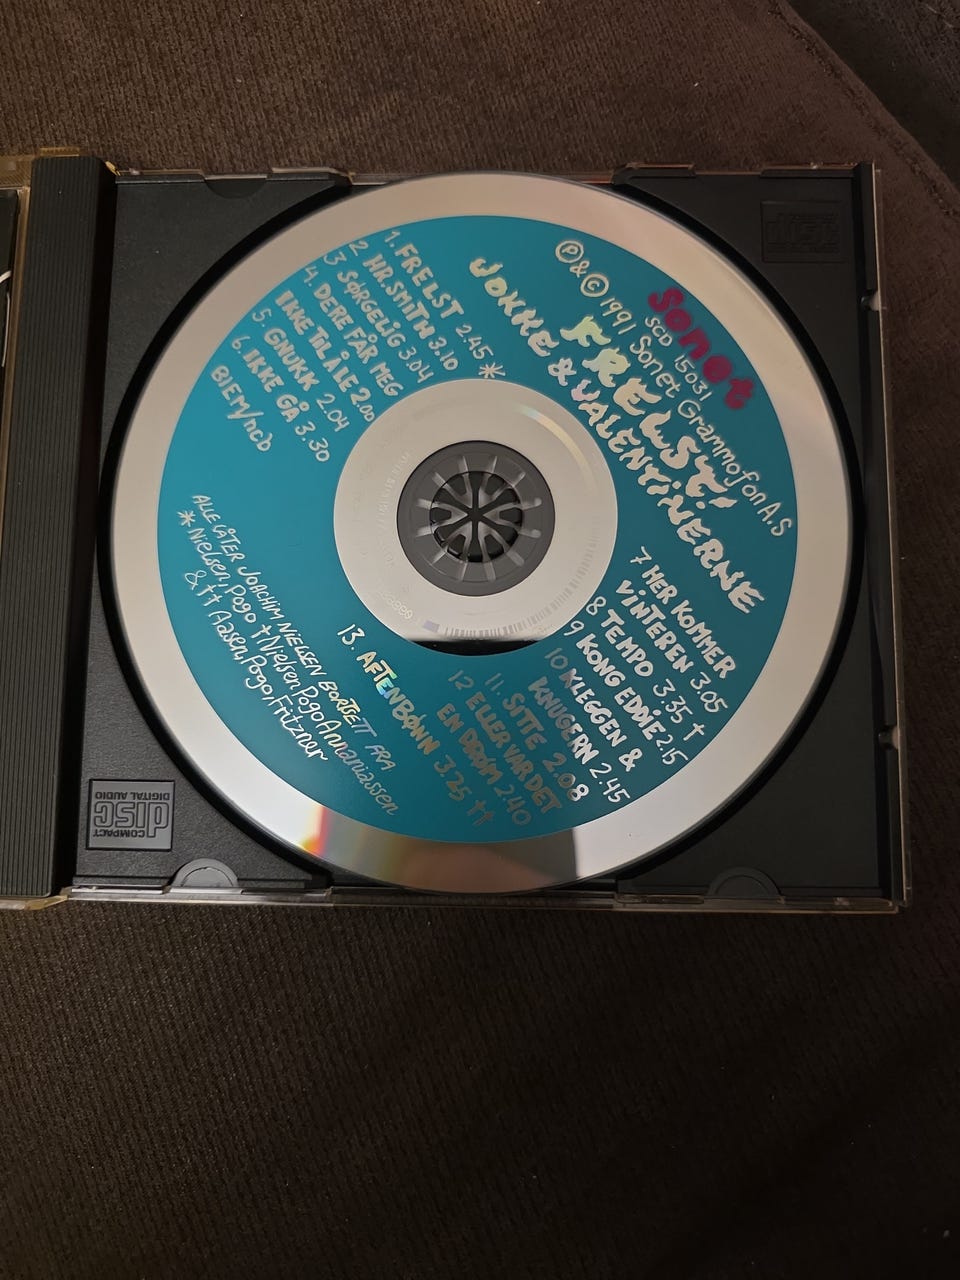 Sonet
SCD 15031
Ⓟ&© 1991 Sonet Grammofon A.S
FRELST!
JOKKE & VALENTINERNE
1. FRELST 2.45 *
2 HR. SMITH 3.10
3 SØRGELIG 3.04
4. DERE FÅR MEG
IKKE TIL Å LE 2.00
5. GNUKK 2.04
6. IKKE GÅ 3.30
BIEM/ncb
7 HER KOMMER
VINTEREN 3.05
8 TEMPO 3.35 †
9 KONG EDDIE 2.15
10 KLEGGEN &
KNUGERN 2.45
11. SITTE 2.08
12 ELLER VAR DET
EN DRØM 2.40
13. AFTENBØNN 3.25 ††
ALLE LÅTER JOACHIM NIELSEN BORTSETT FRA
* Nielsen, Pogo † Nielsen Pogo Annaniassen
& †† Aasen, Pogo, Fritzner
COMPACT
disc
DIGITAL AUDIO